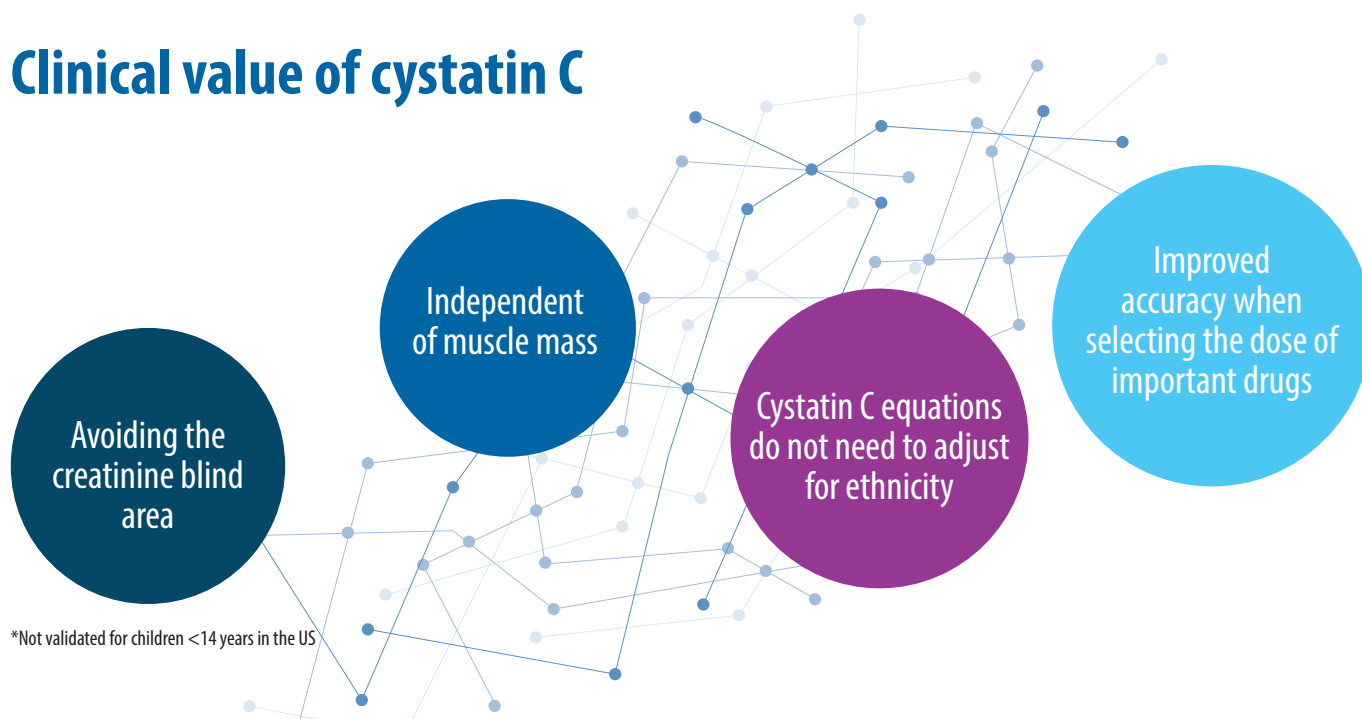 Clinical value of cystatin C
Avoiding the
creatinine blind
area
Independent
of muscle mass
Cystatin C equations
do not need to adjust
for ethnicity
Improved
accuracy when
selecting the dose of
important drugs
*Not validated for children <14 years in the US